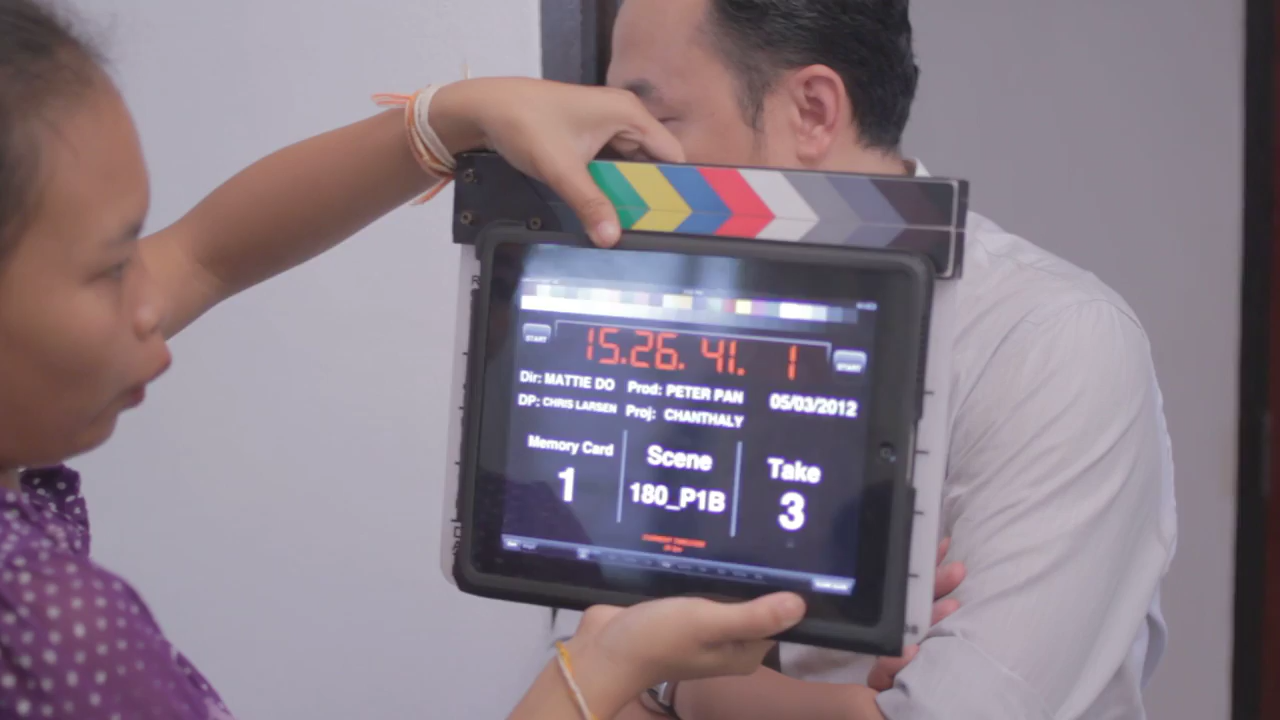 15.26.41. 1
START
START
Dir: MATTIE DO Prod: PETER PAN 05/03/2012
DP: CHRIS LARSEN Proj: CHANTHALY
Memory Card Scene Take
1 180_P1B 3